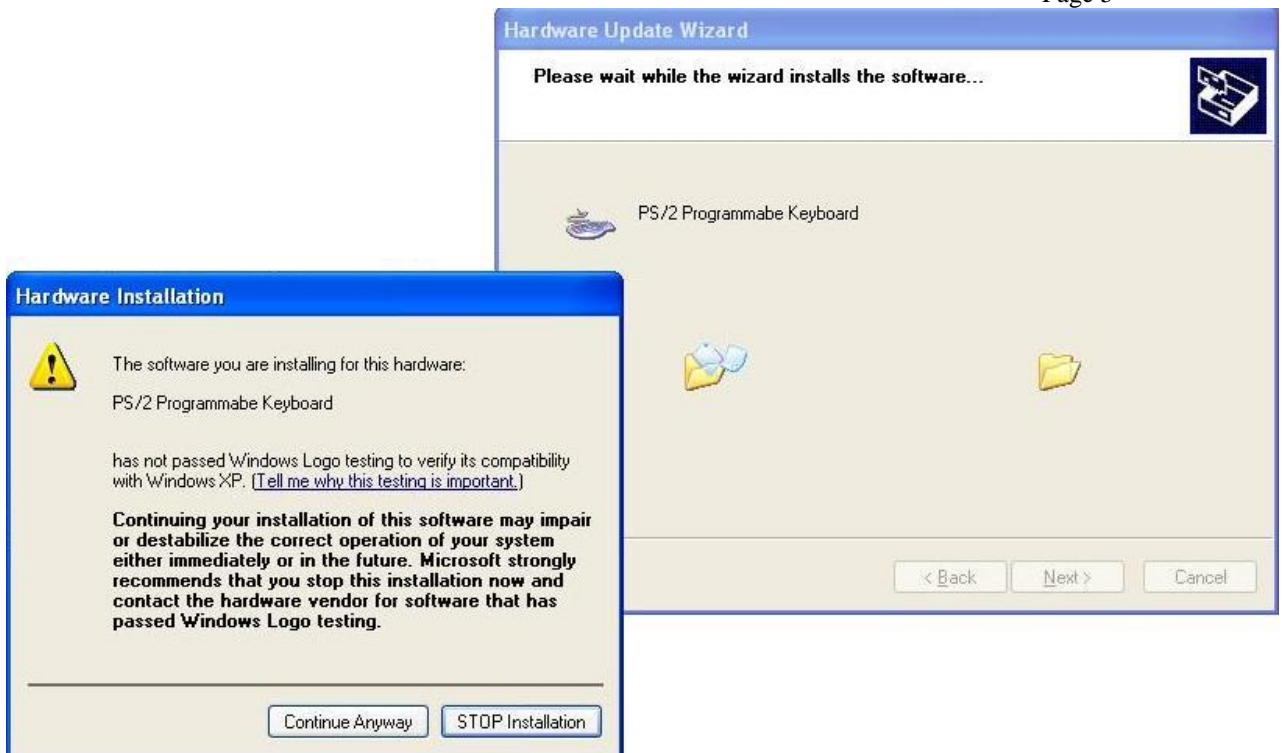 Hardware Update Wizard
Please wait while the wizard installs the software...
PS/2 Programmabe Keyboard
< Back
Next >
Cancel
Hardware Installation
The software you are installing for this hardware:
PS/2 Programmabe Keyboard
has not passed Windows Logo testing to verify its compatibility
with Windows XP. (Tell me why this testing is important.)
Continuing your installation of this software may impair
or destabilize the correct operation of your system
either immediately or in the future. Microsoft strongly
recommends that you stop this installation now and
contact the hardware vendor for software that has
passed Windows Logo testing.
Continue Anyway
STOP Installation